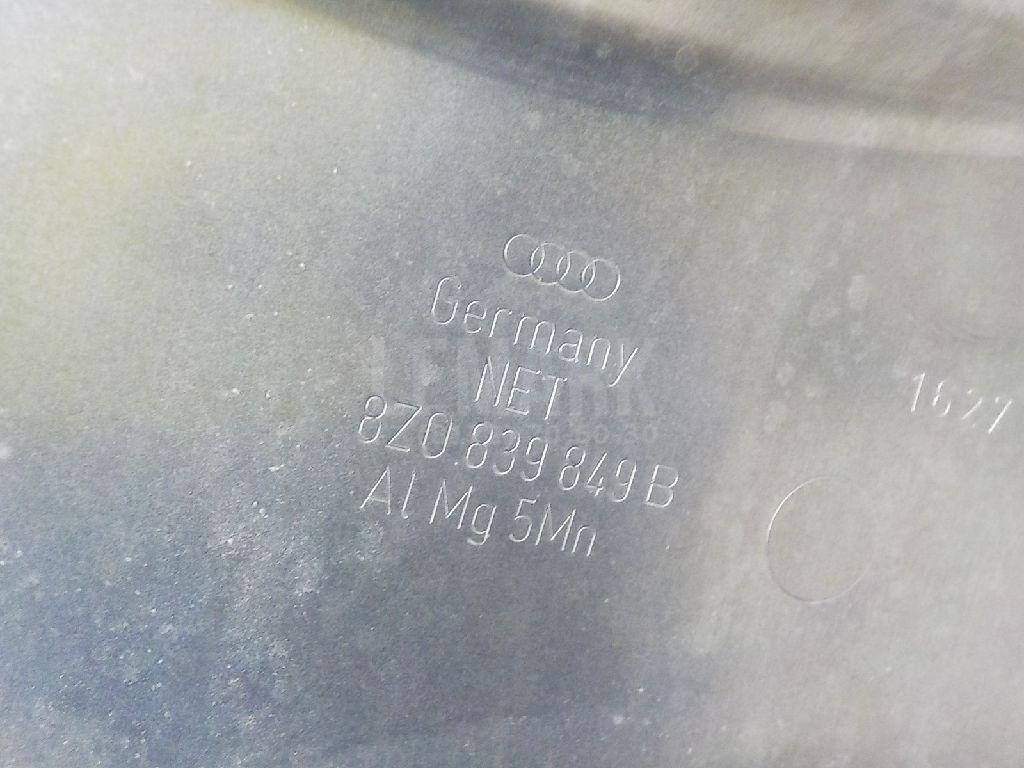 Germany
NET
8Z0 839 849 B
Al Mg 5Mn
1627